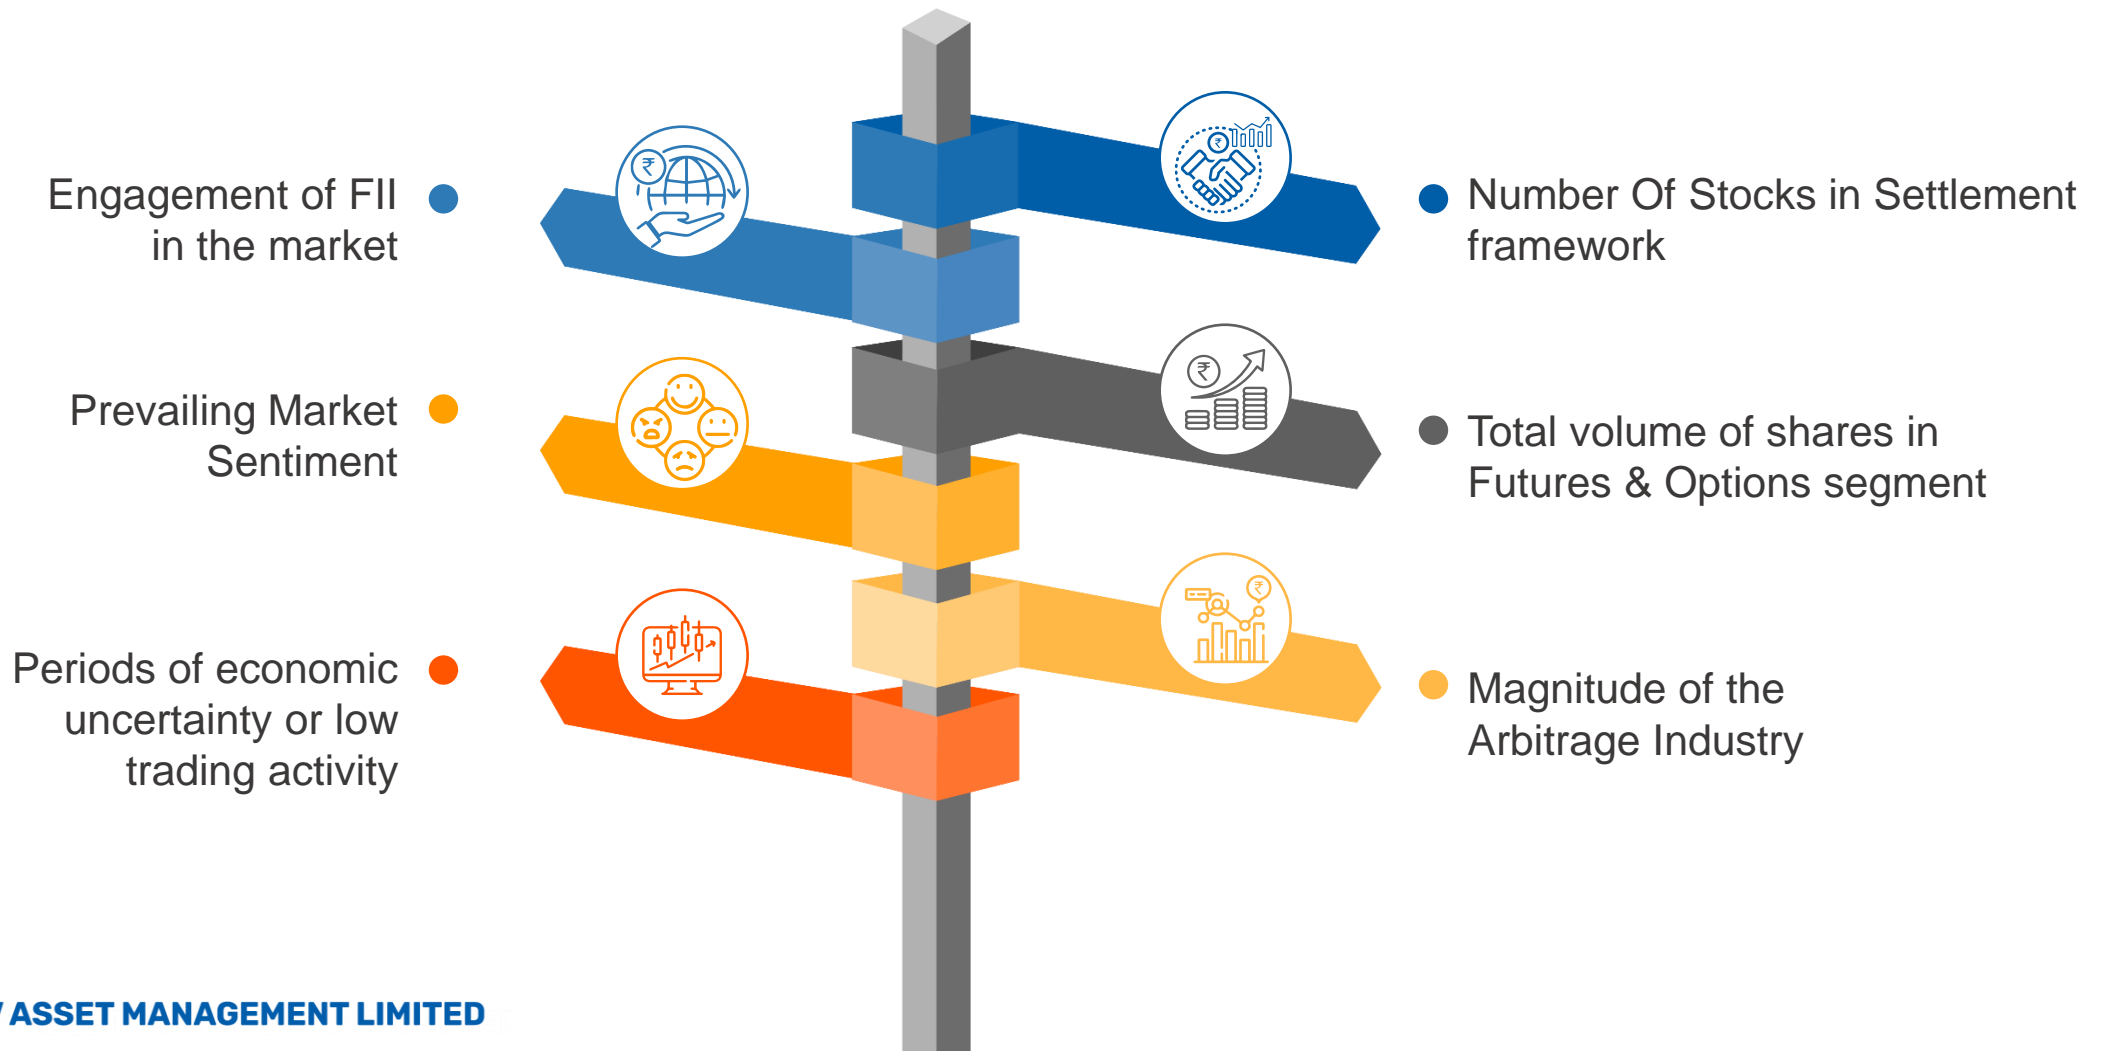 Engagement of FII
in the market
Number Of Stocks in Settlement
framework
Prevailing Market
Sentiment
Total volume of shares in
Futures & Options segment
Periods of economic
uncertainty or low
trading activity
Magnitude of the
Arbitrage Industry
₹
₹
₹
₹
ASSET MANAGEMENT LIMITED